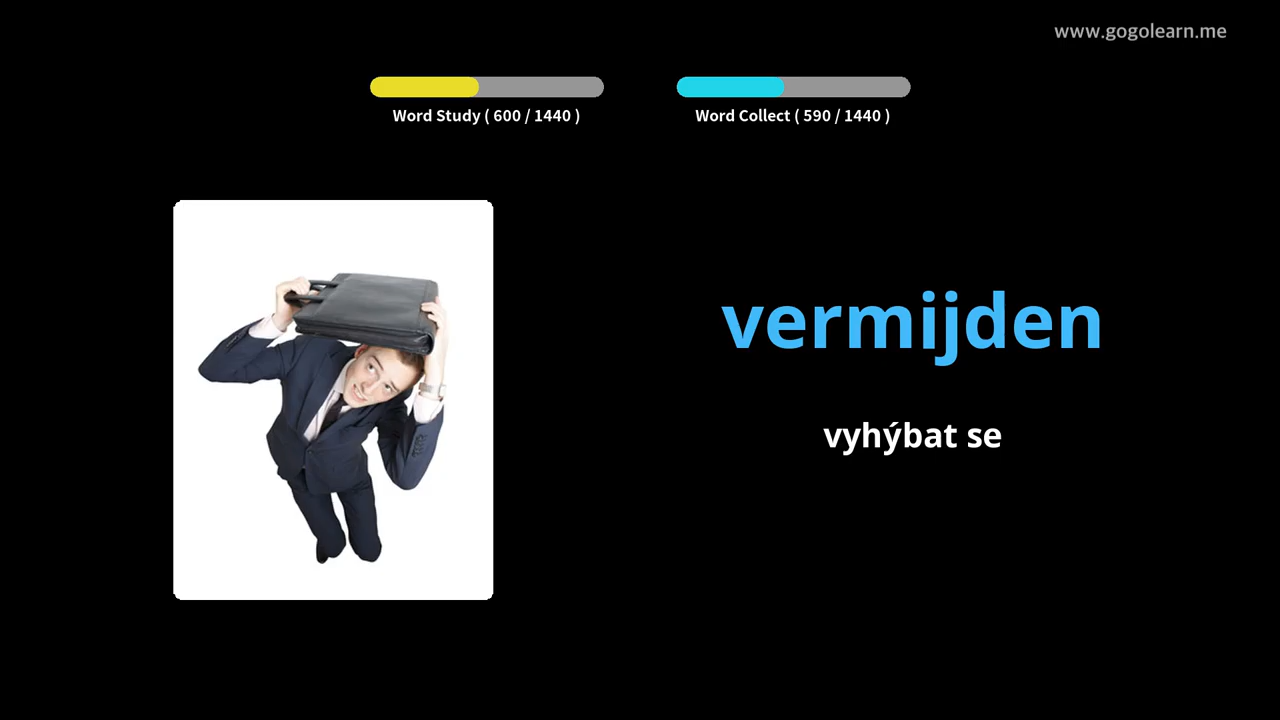 www.gogolearn.me
Word Study ( 600 / 1440 )
Word Collect ( 590 / 1440 )
vermijden
vyhýbat se